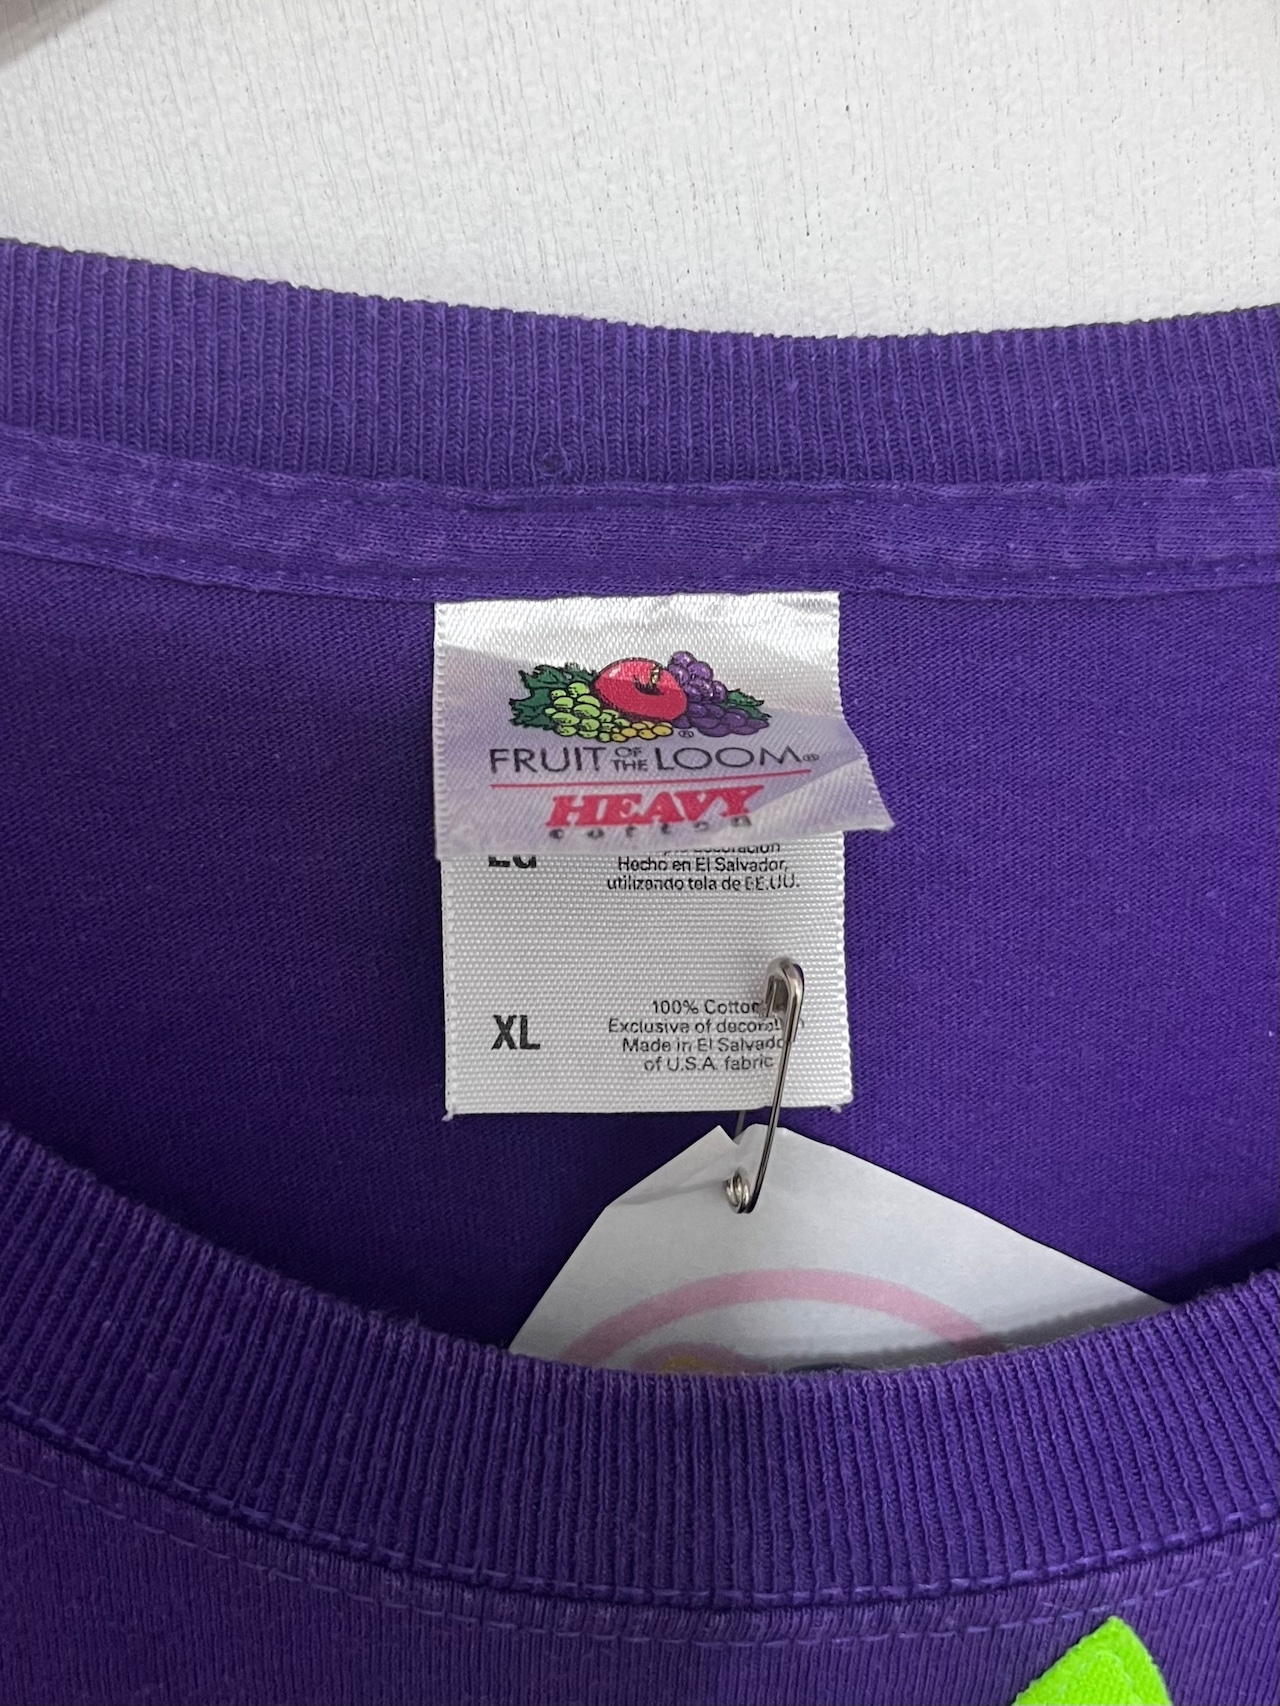 FRUIT OF THE LOOM®
HEAVY
cotton
Hecho en El Salvador,
utilizando tela de EE.UU.
XL
100% Cotton
Exclusive of decoration
Made in El Salvador
of U.S.A. fabric